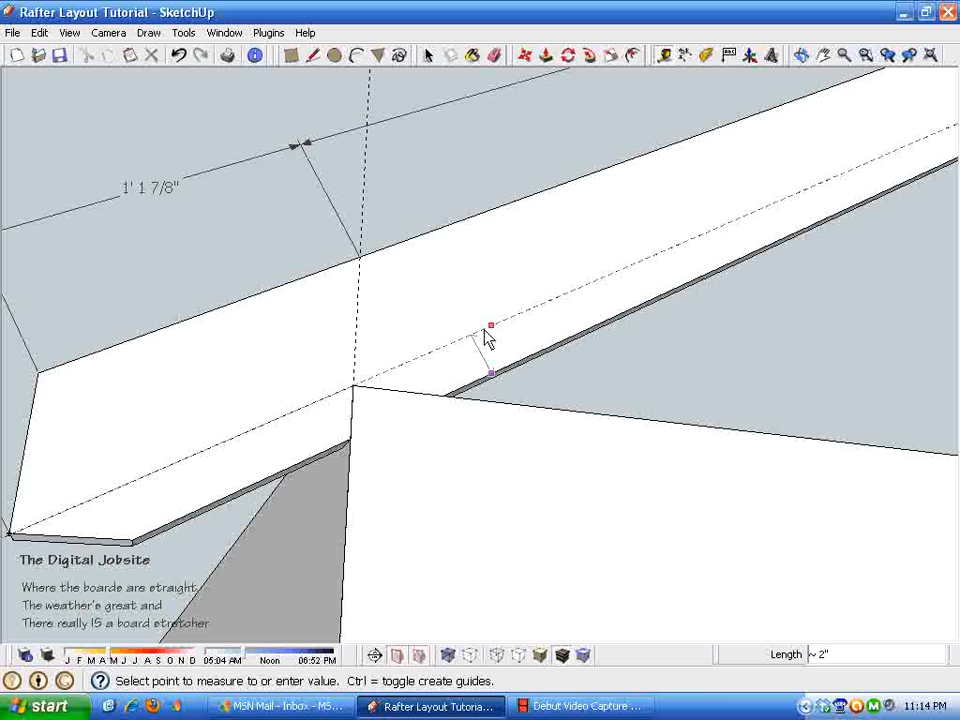 Rafter Layout Tutorial - SketchUp
File Edit View Camera Draw Tools Window Plugins Help
1' 1 7/8"
The Digital Jobsite
Where the boards are straight
The weather's great and
There really IS a board stretcher
J F M A M J J A S O N D 05:04 AM Noon 06:52 PM
Length ~ 2"
Select point to measure to or enter value. Ctrl = toggle create guides.
start MSN Mail - Inbox - MS... Rafter Layout Tutoria... Debut Video Capture ... 11:14 PM